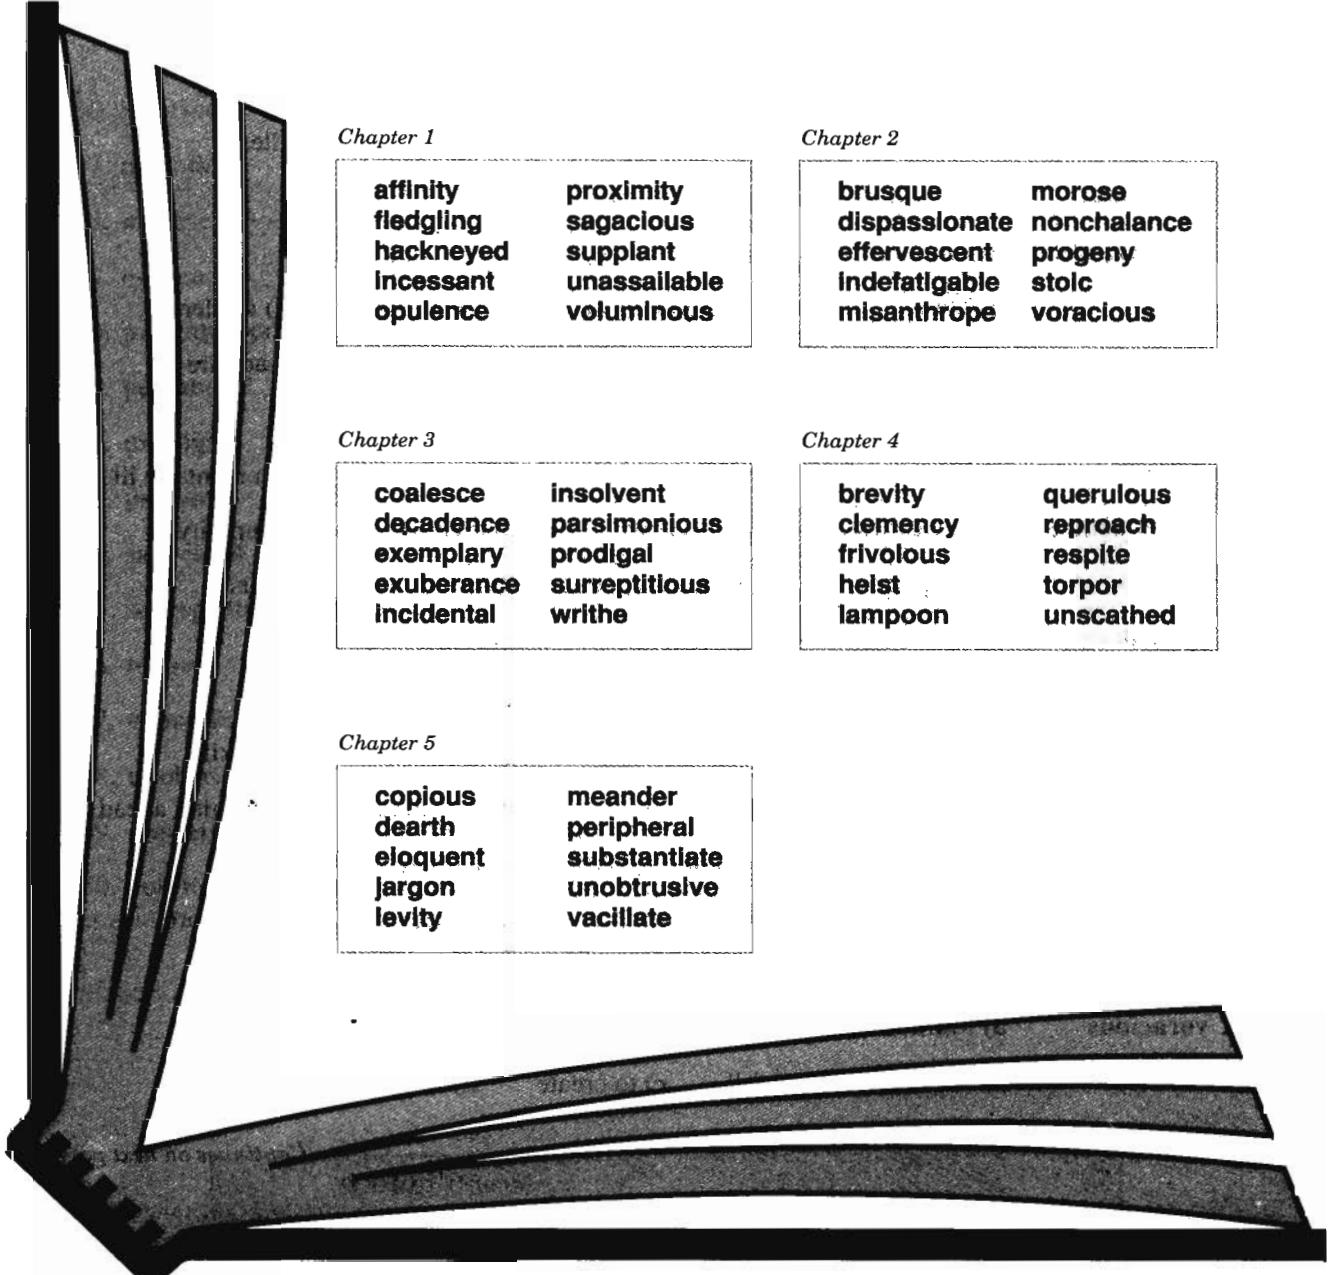 Chapter 1
affinity proximity
fledgling sagacious
hackneyed supplant
incessant unassailable
opulence voluminous
Chapter 2
brusque morose
dispassionate nonchalance
effervescent progeny
indefatigable stoic
misanthrope voracious
Chapter 3
coalesce insolvent
decadence parsimonious
exemplary prodigal
exuberance surreptitious
incidental writhe
Chapter 4
brevity querulous
clemency reproach
frivolous respite
heist torpor
lampoon unscathed
Chapter 5
copious meander
dearth peripheral
eloquent substantiate
jargon unobtrusive
levity vacillate